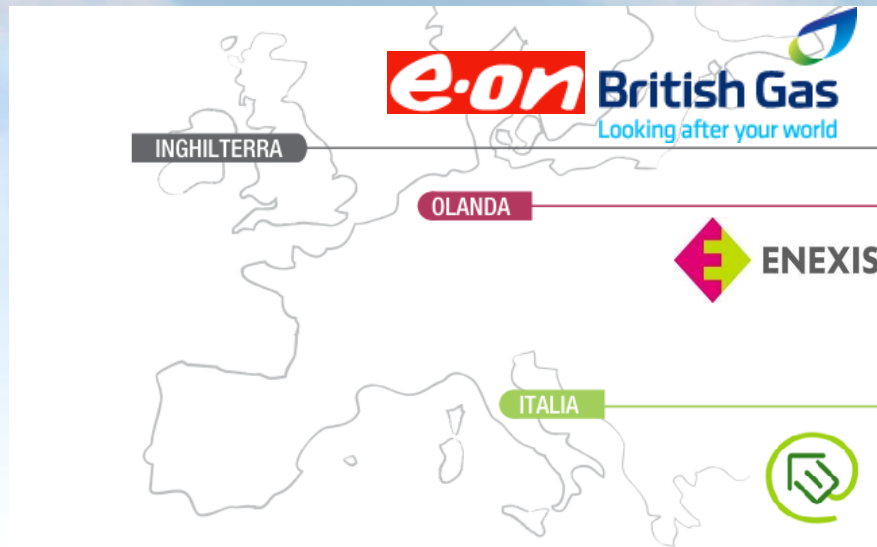 e·on
British Gas
Looking after your world
INGHILTERRA
OLANDA
ENEXIS
ITALIA